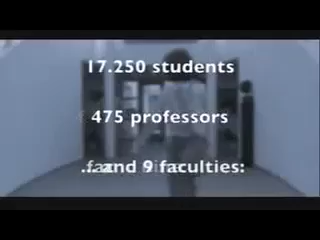 17.250 students
475 professors
... and 9 faculties: